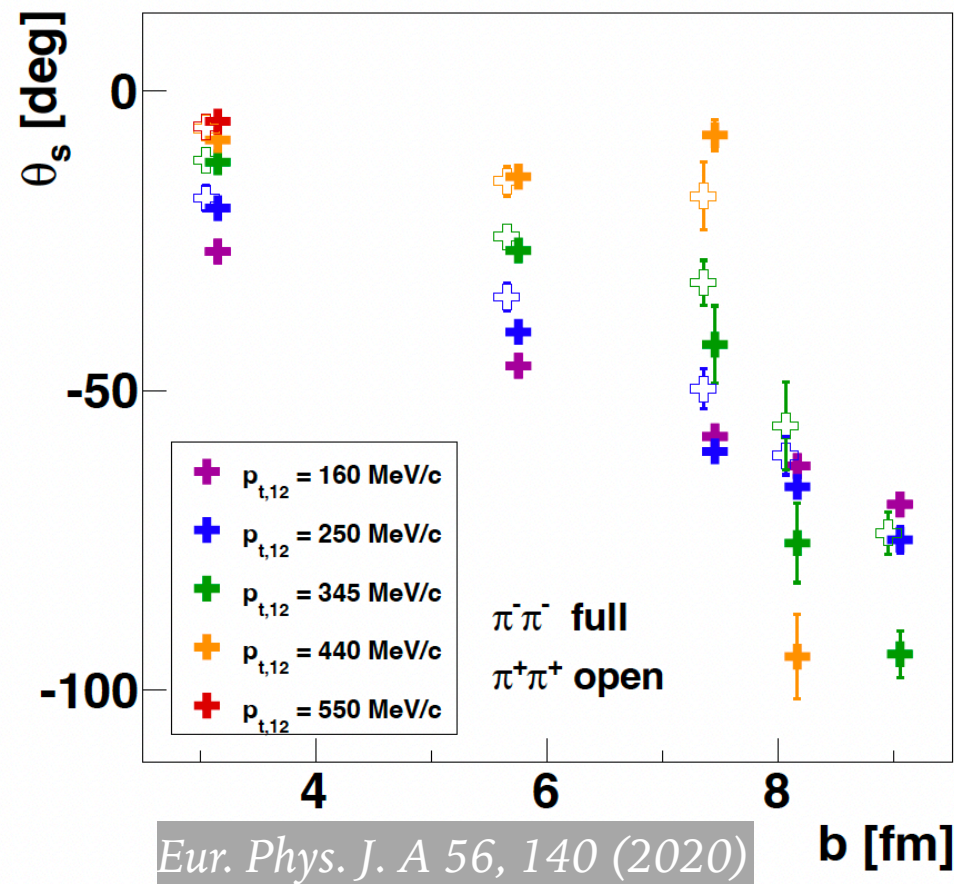 θs [deg]
0
-50
-100
pt,12 = 160 MeV/c
pt,12 = 250 MeV/c
pt,12 = 345 MeV/c
pt,12 = 440 MeV/c
pt,12 = 550 MeV/c
π-π- full
π+π+ open
4 6 8
b [fm]
Eur. Phys. J. A 56, 140 (2020)